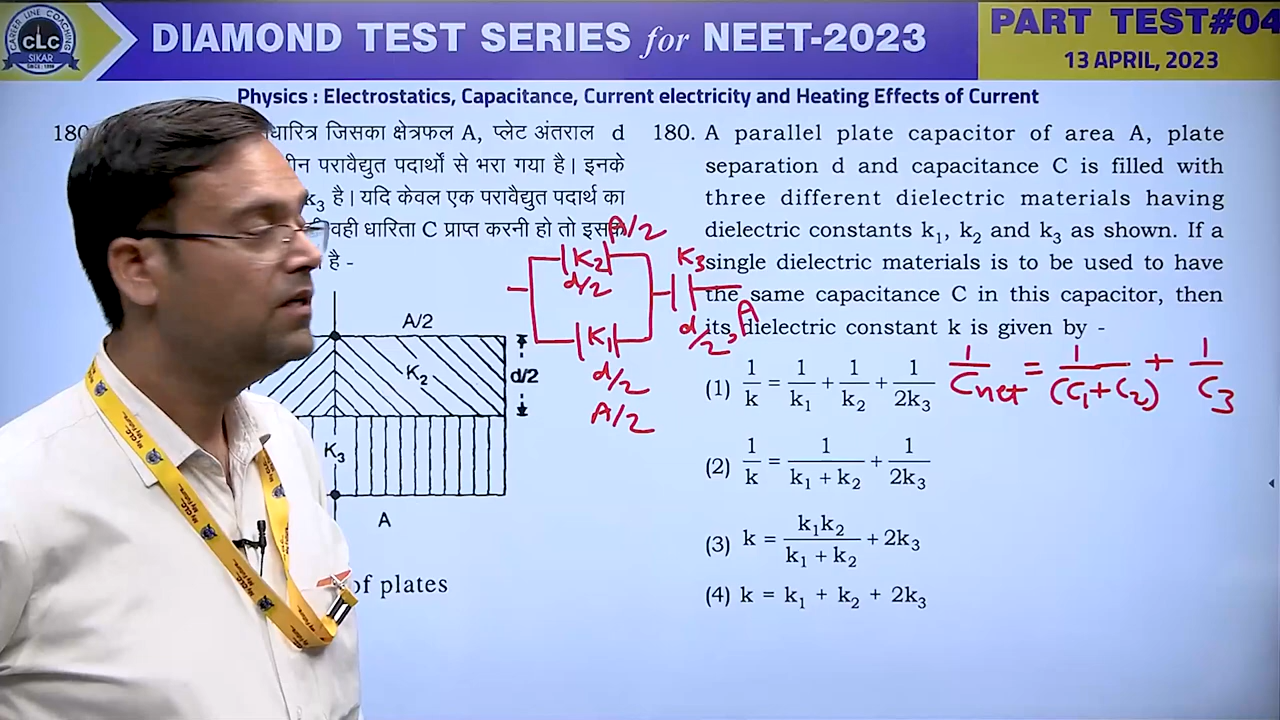 CAREER LINE COACHING
CLC
SIKAR
SINCE : 1996
DIAMOND TEST SERIES for NEET-2023
PART TEST#04
13 APRIL, 2023
Physics : Electrostatics, Capacitance, Current electricity and Heating Effects of Current
180
धारित्र जिसका क्षेत्रफल A, प्लेट अंतराल d
परावैद्युत पदार्थों से भरा गया है। इनके
k₃ है। यदि केवल एक परावैद्युत पदार्थ का
वही धारिता C प्राप्त करनी हो तो इसके
है -
A/2
K₂
d/2
K₃
A
of plates
A/2
K₂
d/2
K₁
d/2
A/2
K₃
d/2, A
180. A parallel plate capacitor of area A, plate
separation d and capacitance C is filled with
three different dielectric materials having
dielectric constants k₁, k₂ and k₃ as shown. If a
single dielectric materials is to be used to have
the same capacitance C in this capacitor, then
its dielectric constant k is given by -
(1) 1/k = 1/k₁ + 1/k₂ + 1/2k₃
1/Cnet = 1/(C₁+C₂) + 1/C₃
(2) 1/k = 1/(k₁ + k₂) + 1/2k₃
(3) k = k₁k₂/(k₁ + k₂) + 2k₃
(4) k = k₁ + k₂ + 2k₃